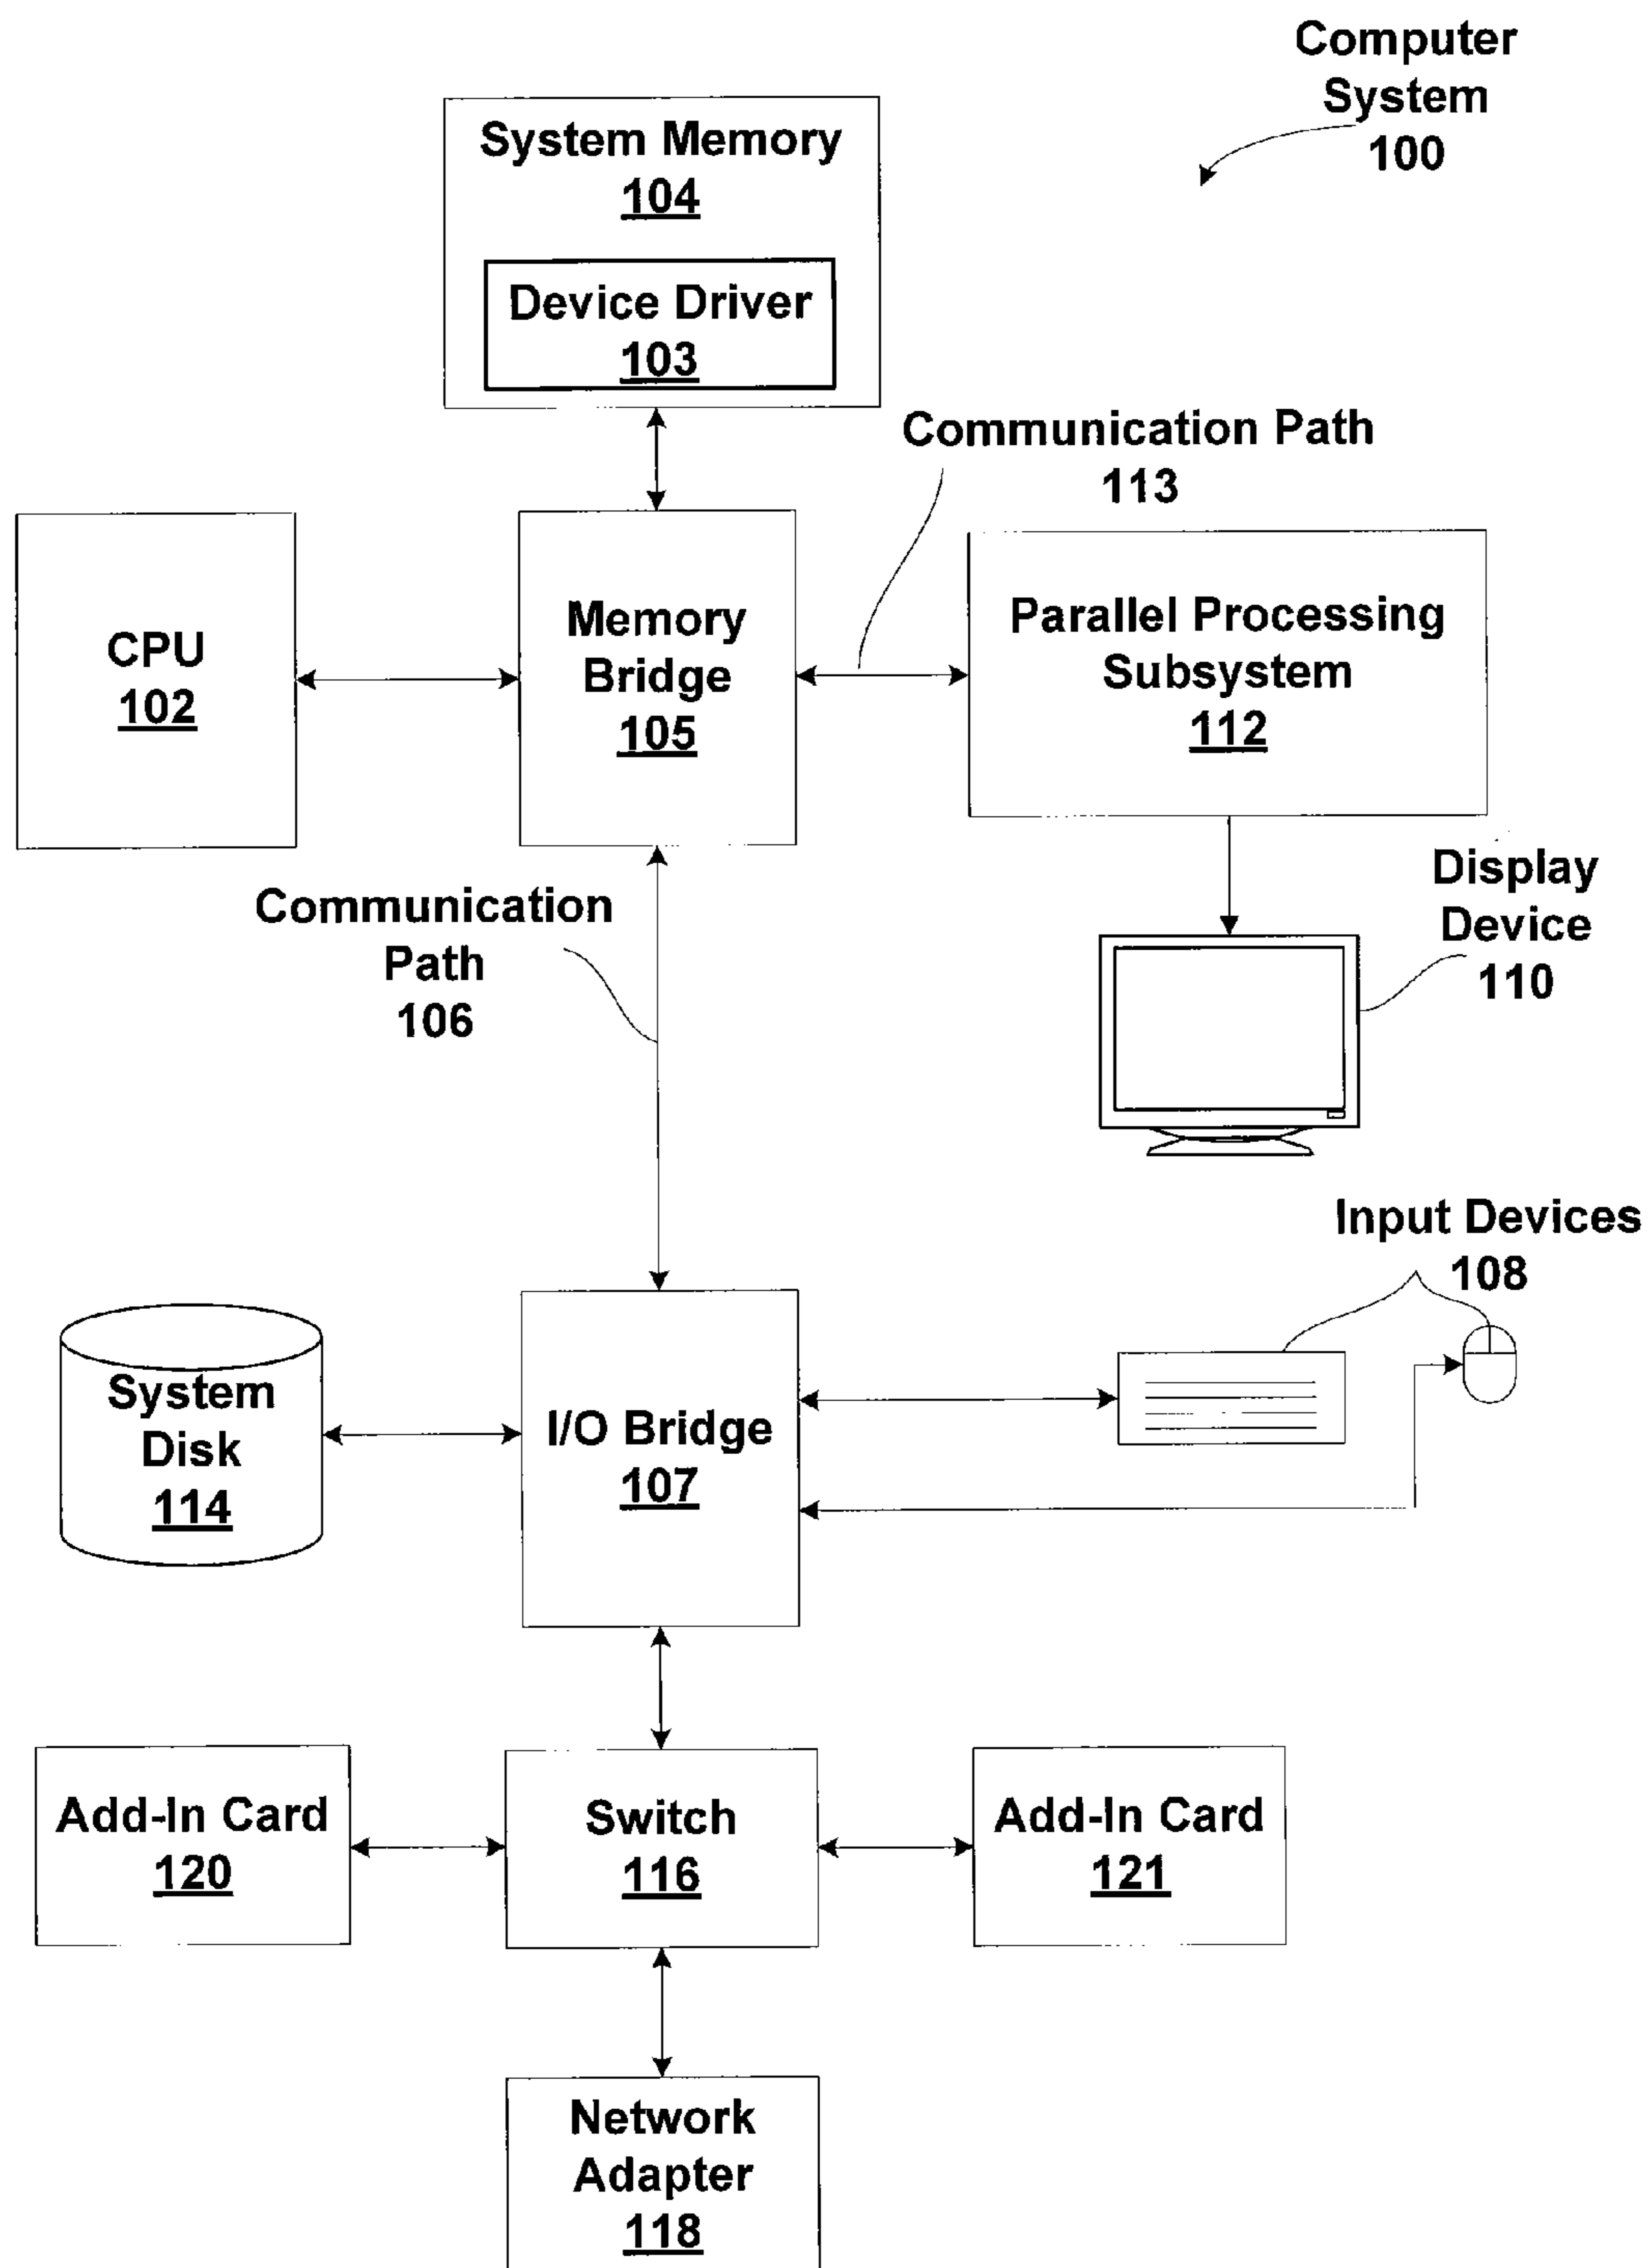 Computer
System
100
System Memory
104
Device Driver
103
Communication Path
113
CPU
102
Memory
Bridge
105
Parallel Processing
Subsystem
112
Communication
Path
106
Display
Device
110
Input Devices
108
System
Disk
114
I/O Bridge
107
Add-In Card
120
Switch
116
Add-In Card
121
Network
Adapter
118